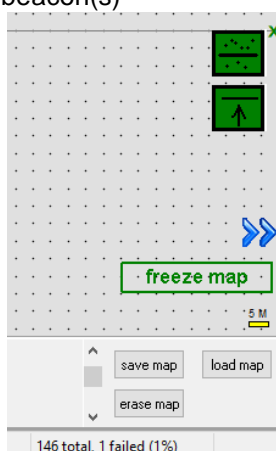 beacon(s)
x
freeze map
5 M
save map
load map
erase map
146 total, 1 failed (1%)